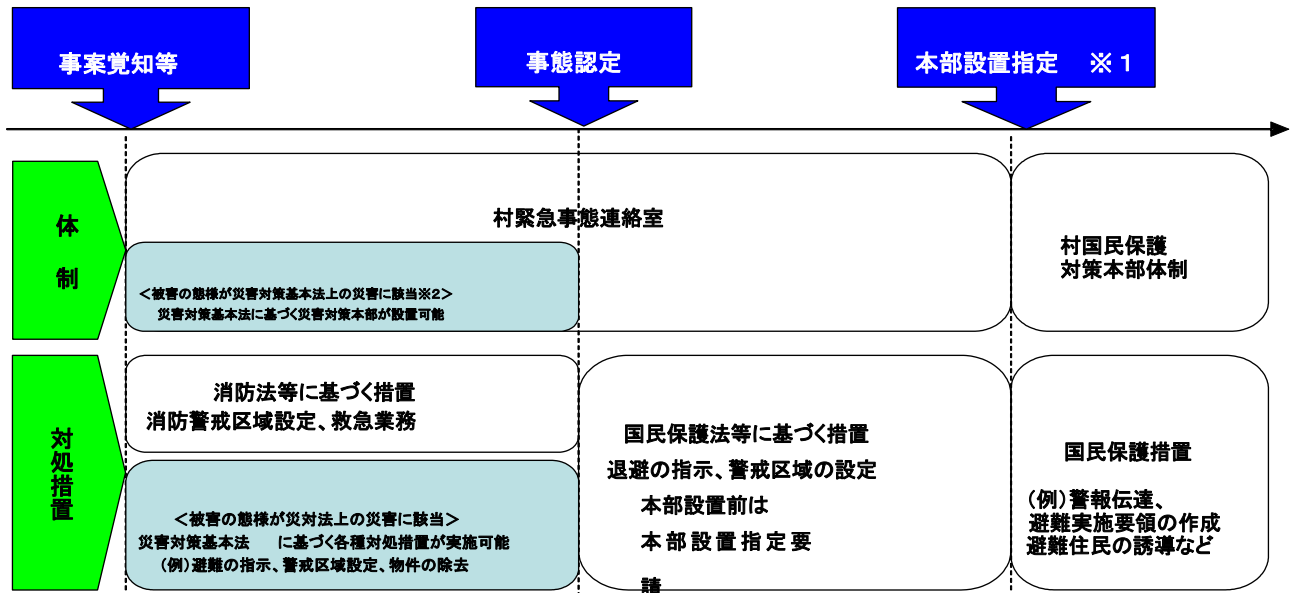 事案覚知等
事態認定
本部設置指定　※１
体制
村緊急事態連絡室
＜被害の態様が災害対策基本法上の災害に該当※2＞
災害対策基本法に基づく災害対策本部が設置可能
村国民保護
対策本部体制
対処措置
消防法等に基づく措置
消防警戒区域設定、救急業務
＜被害の態様が災対法上の災害に該当＞
災害対策基本法　に基づく各種対処措置が実施可能
（例）避難の指示、警戒区域設定、物件の除去
国民保護法等に基づく措置
退避の指示、警戒区域の設定
本部設置前は
本部設置指定要
請
国民保護措置
（例）警報伝達、
避難実施要領の作成
避難住民の誘導など